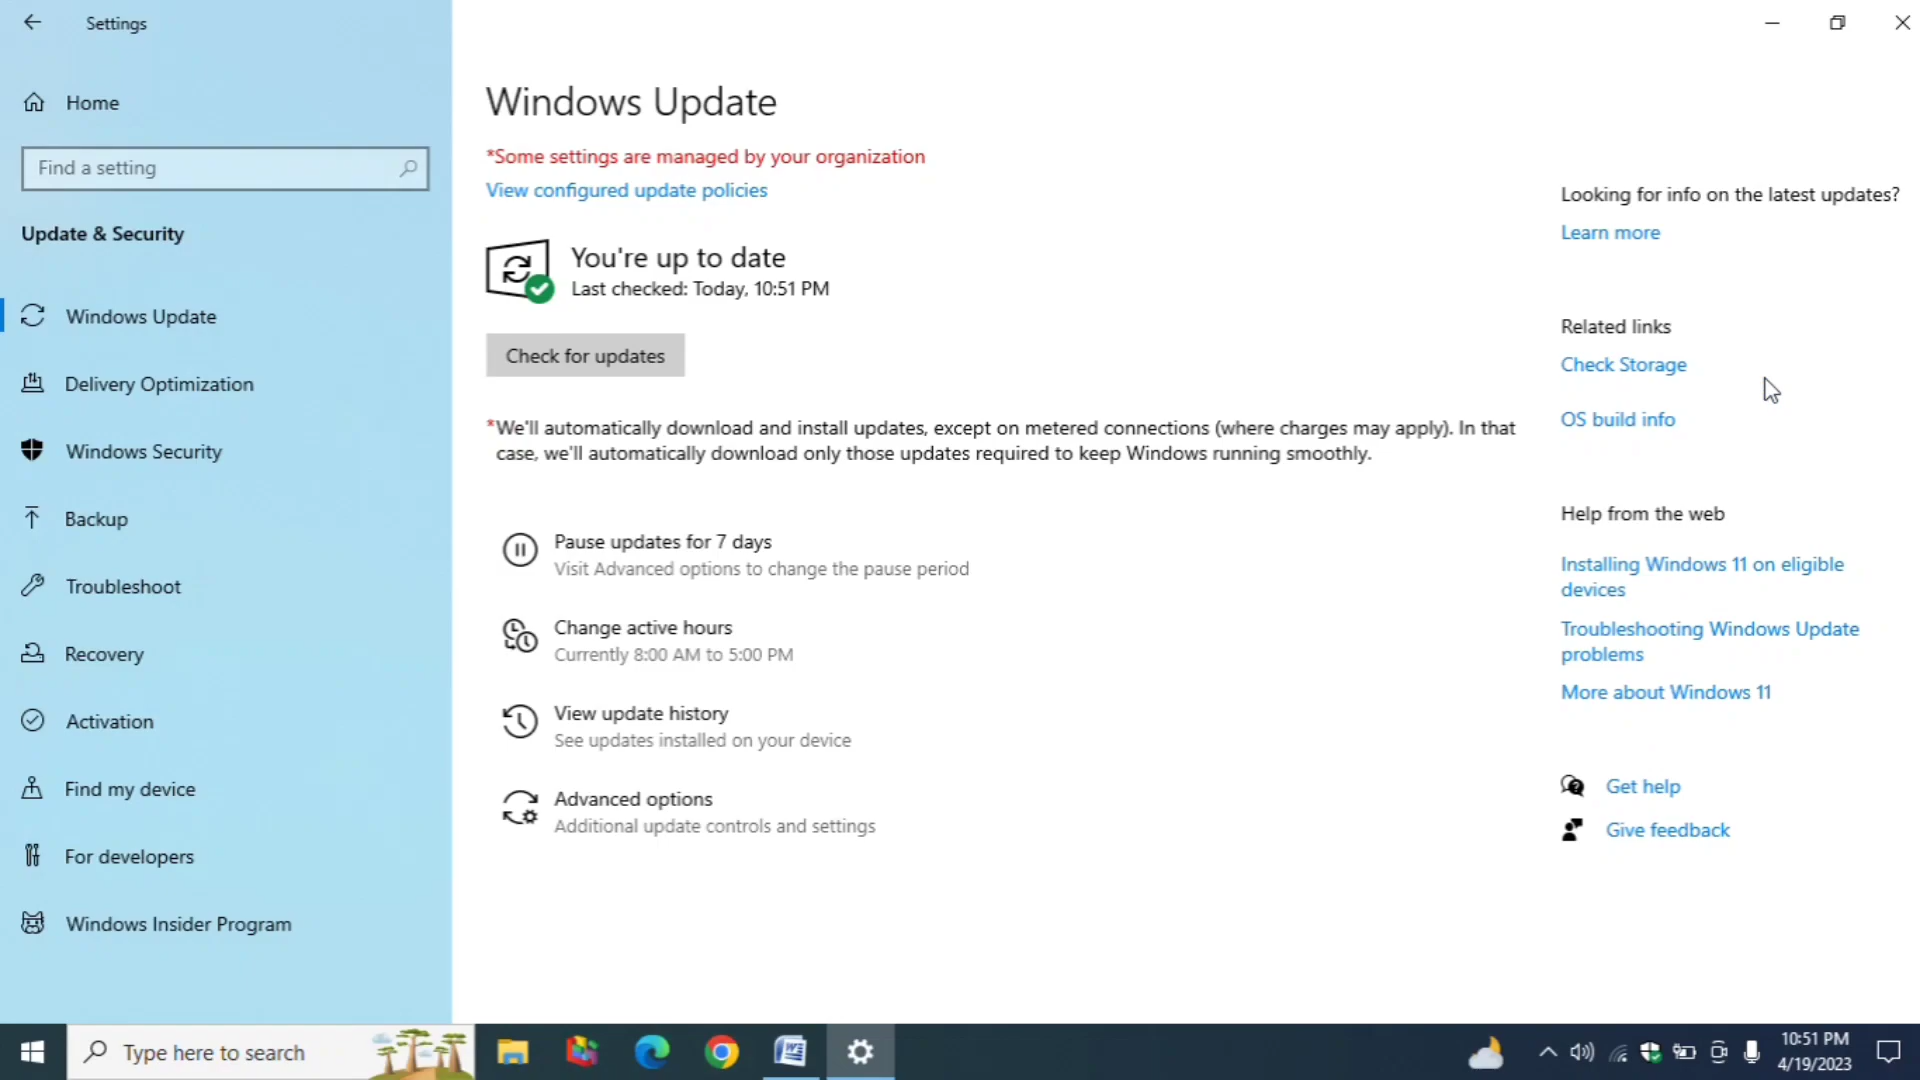 Settings
Home
Find a setting
Update & Security
Windows Update
Delivery Optimization
Windows Security
Backup
Troubleshoot
Recovery
Activation
Find my device
For developers
Windows Insider Program
Windows Update
*Some settings are managed by your organization
View configured update policies
You're up to date
Last checked: Today, 10:51 PM
Check for updates
*We'll automatically download and install updates, except on metered connections (where charges may apply). In that
case, we'll automatically download only those updates required to keep Windows running smoothly.
Pause updates for 7 days
Visit Advanced options to change the pause period
Change active hours
Currently 8:00 AM to 5:00 PM
View update history
See updates installed on your device
Advanced options
Additional update controls and settings
Looking for info on the latest updates?
Learn more
Related links
Check Storage
OS build info
Help from the web
Installing Windows 11 on eligible
devices
Troubleshooting Windows Update
problems
More about Windows 11
Get help
Give feedback
Type here to search
10:51 PM
4/19/2023